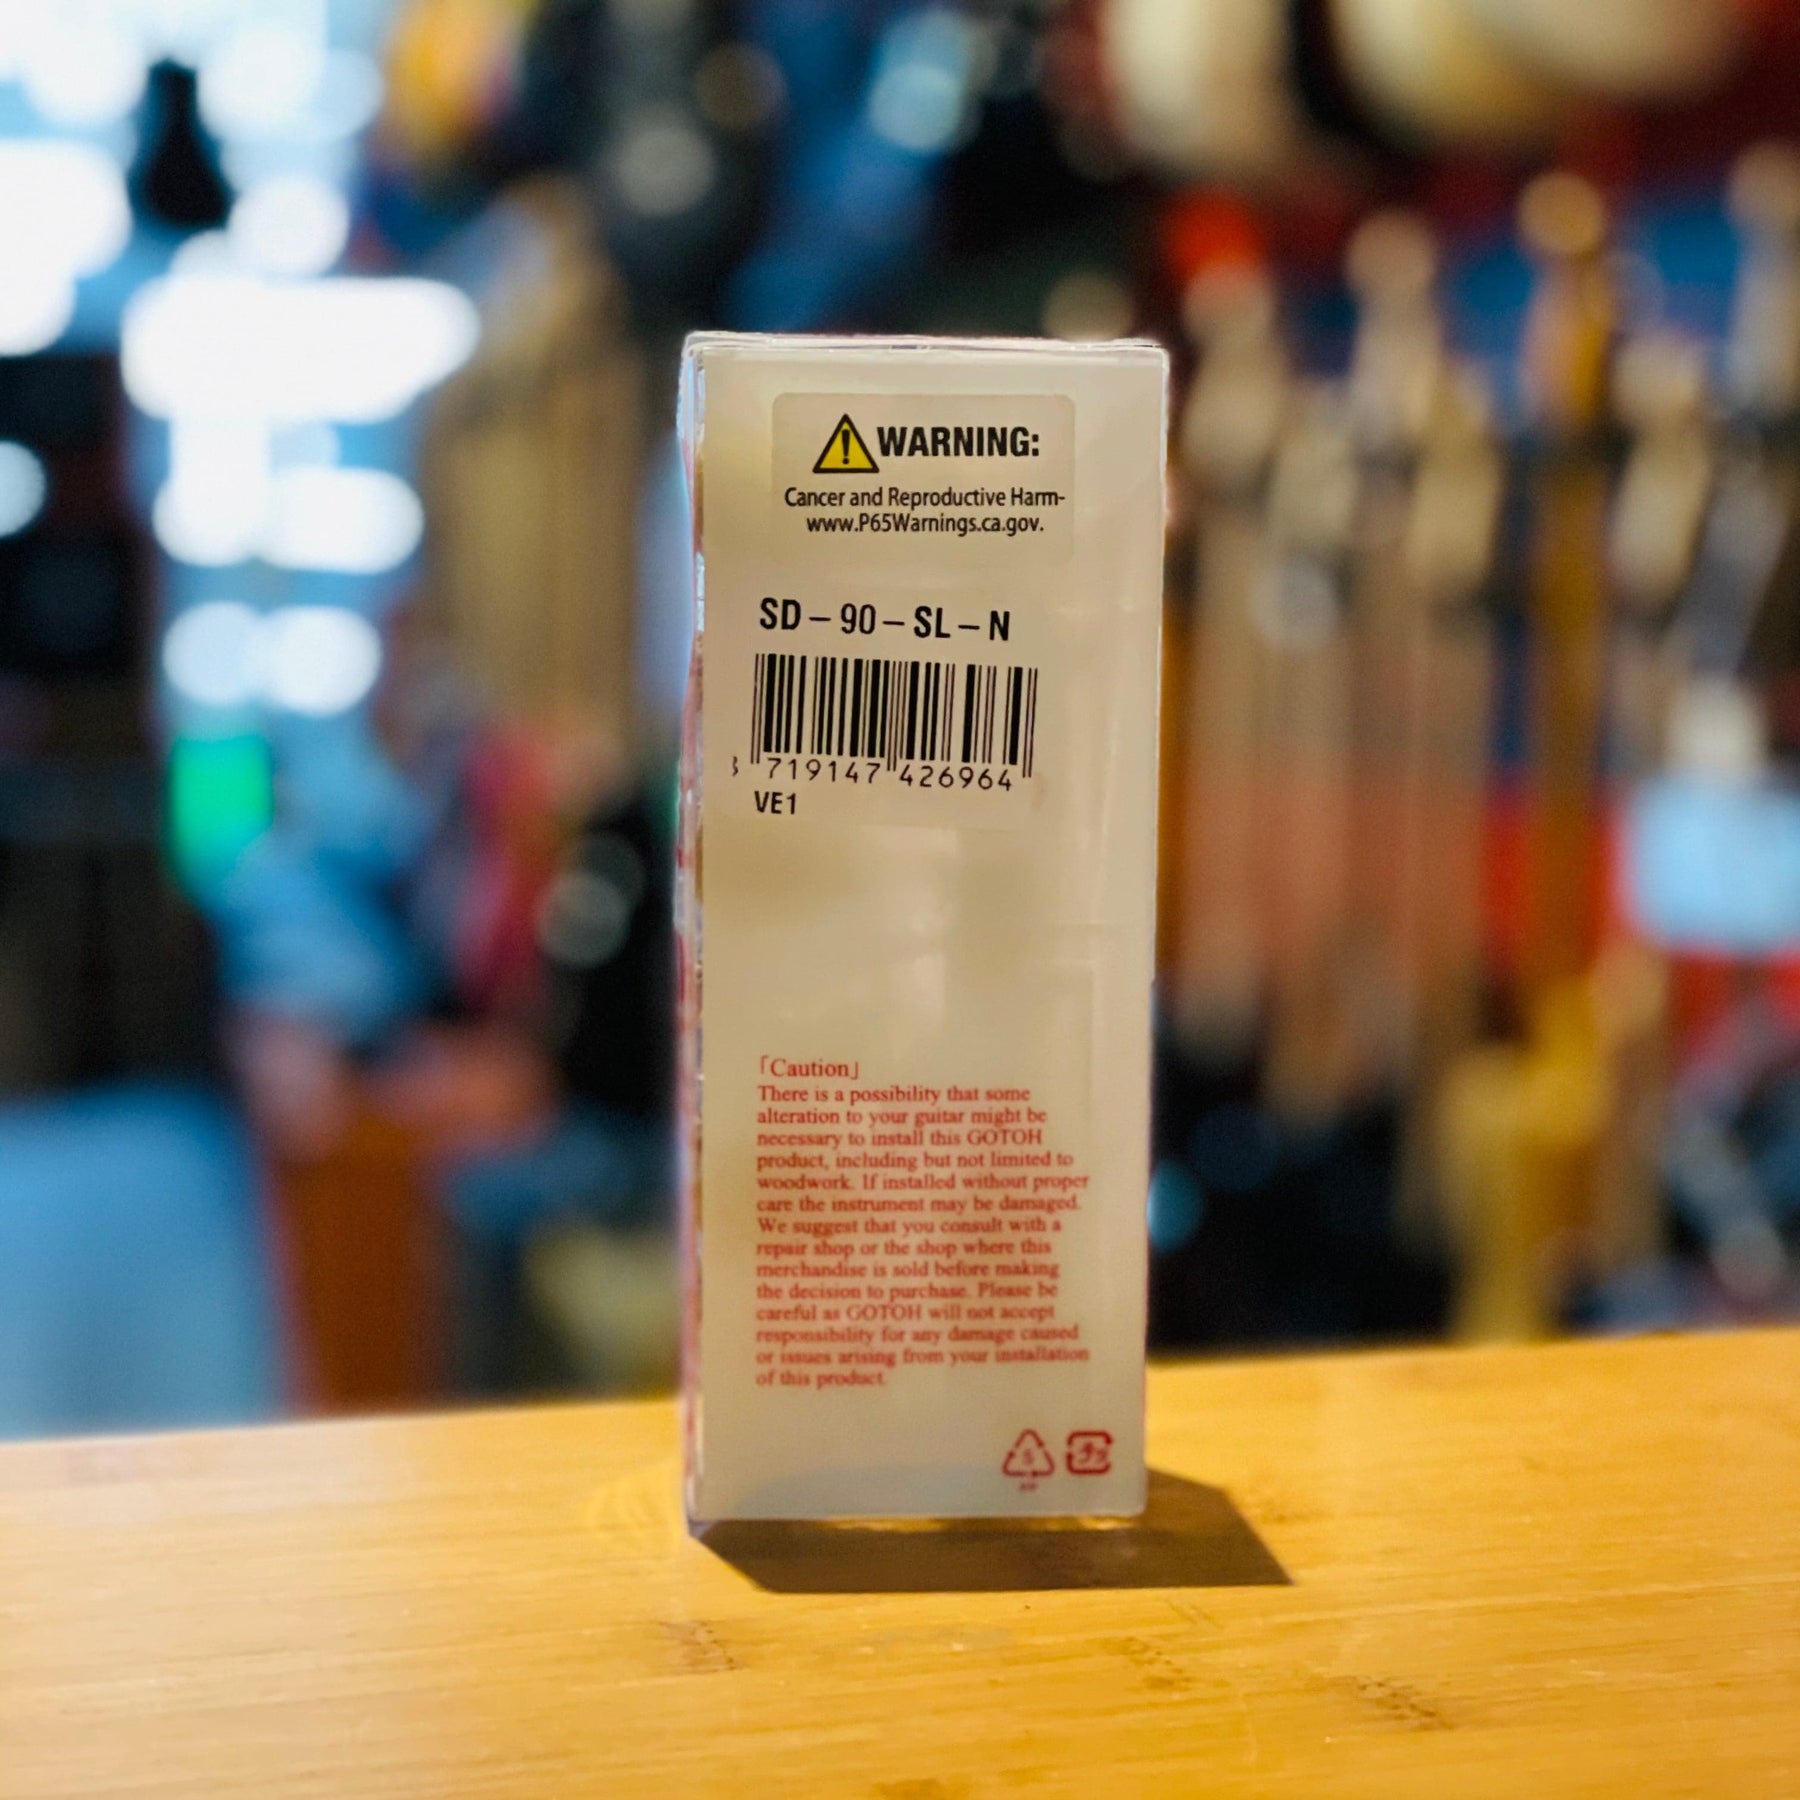 WARNING:
Cancer and Reproductive Harm-
www.P65Warnings.ca.gov.
SD-90-SL-N
3 719147 426964
VE1
「Caution」
There is a possibility that some
alteration to your guitar might be
necessary to install this GOTOH
product, including but not limited to
woodwork. If installed without proper
care the instrument may be damaged.
We suggest that you consult with a
repair shop or the shop where this
merchandise is sold before making
the decision to purchase. Please be
careful as GOTOH will not accept
responsibility for any damage caused
or issues arising from your installation
of this product.
5
プラ